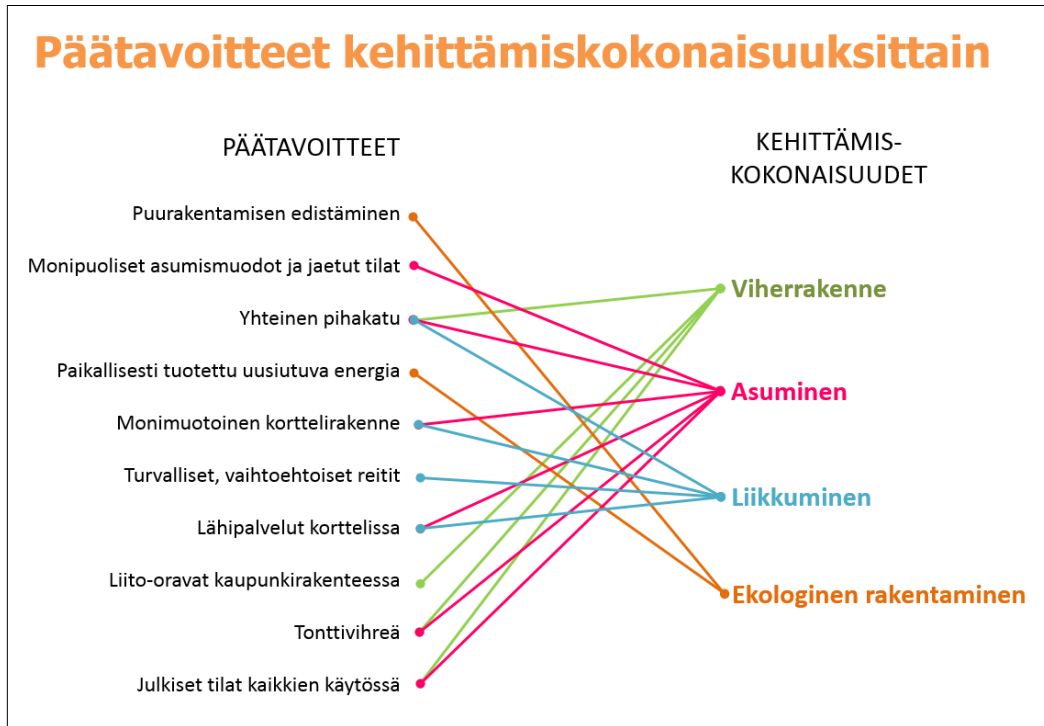 Päätavoitteet kehittämiskokonaisuuksittain
PÄÄTAVOITTEET
Puurakentamisen edistäminen
Monipuoliset asumismuodot ja jaetut tilat
Yhteinen pihakatu
Paikallisesti tuotettu uusiutuva energia
Monimuotoinen korttelirakenne
Turvalliset, vaihtoehtoiset reitit
Lähipalvelut korttelissa
Liito-oravat kaupunkirakenteessa
Tonttivihreä
Julkiset tilat kaikkien käytössä
KEHITTÄMIS-
KOKONAISUUDET
Viherrakenne
Asuminen
Liikkuminen
Ekologinen rakentaminen